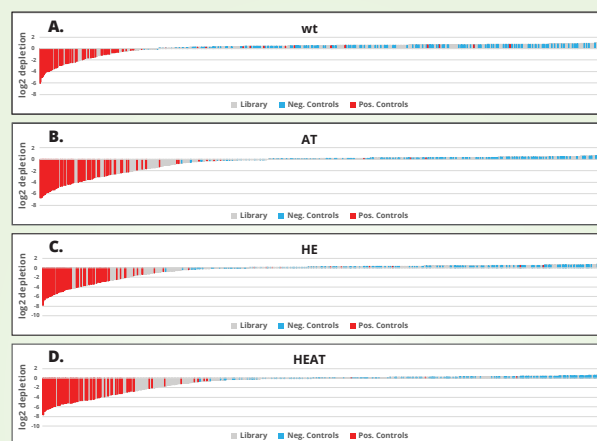 A.
wt
log2 depletion
2
0
-2
-4
-6
-8
Library Neg. Controls Pos. Controls
B.
AT
log2 depletion
2
0
-2
-4
-6
-8
Library Neg. Controls Pos. Controls
C.
HE
log2 depletion
2
0
-2
-4
-6
-8
-10
Library Neg. Controls Pos. Controls
D.
HEAT
log2 depletion
2
0
-2
-4
-6
-8
-10
Library Neg. Controls Pos. Controls